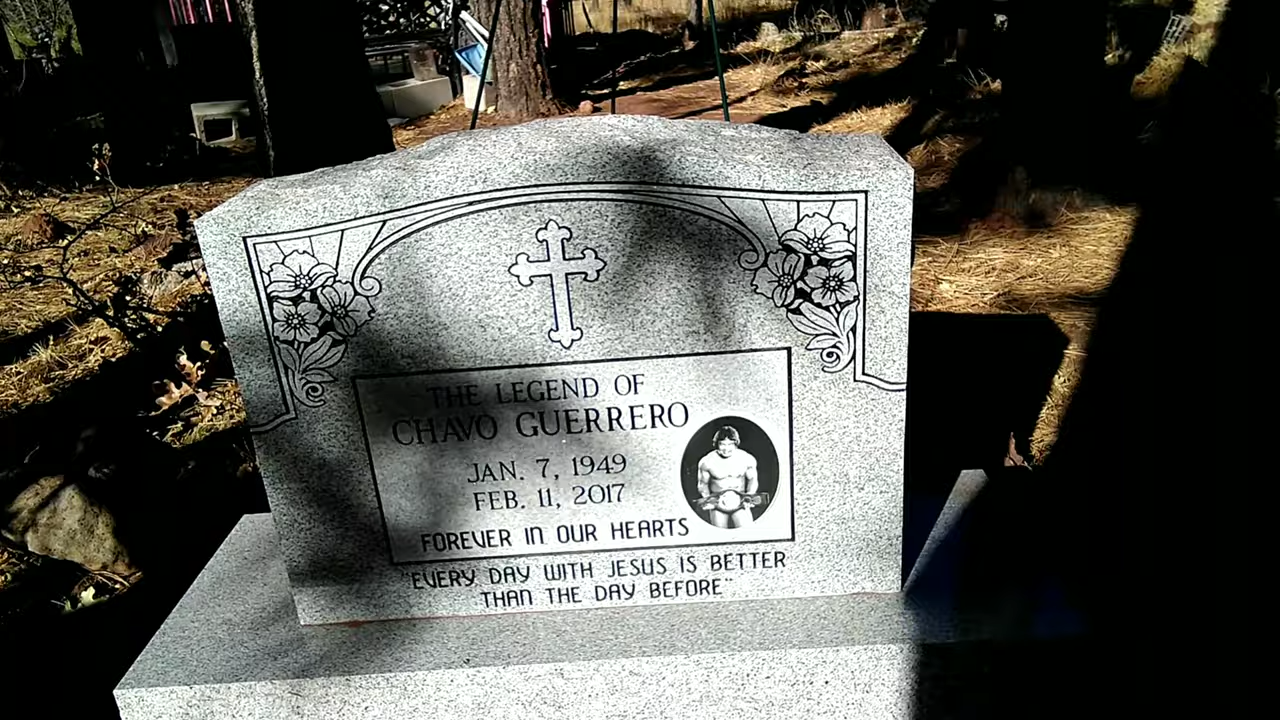 THE LEGEND OF
CHAVO GUERRERO
JAN. 7, 1949
FEB. 11, 2017
FOREVER IN OUR HEARTS
"EVERY DAY WITH JESUS IS BETTER
THAN THE DAY BEFORE"